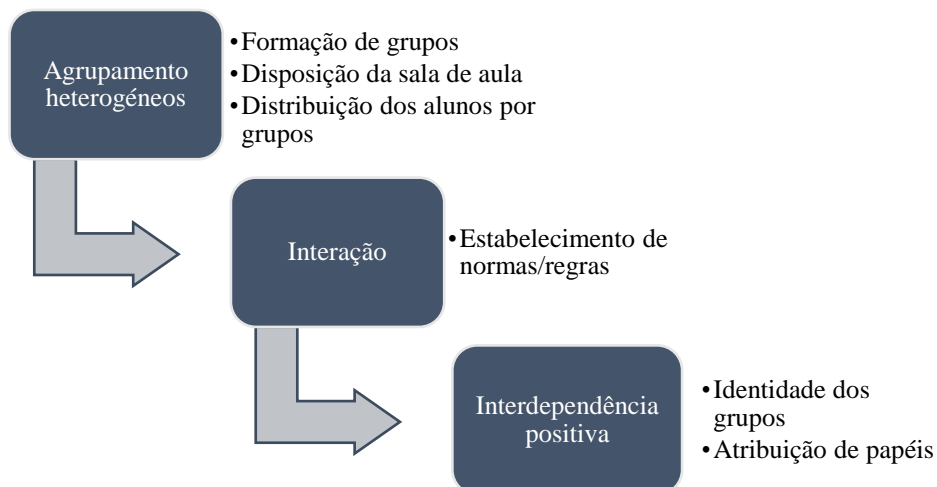 Agrupamento
heterogéneos
•Formação de grupos
•Disposição da sala de aula
•Distribuição dos alunos por
grupos
Interação
•Estabelecimento de
normas/regras
Interdependência
positiva
•Identidade dos
grupos
•Atribuição de papéis